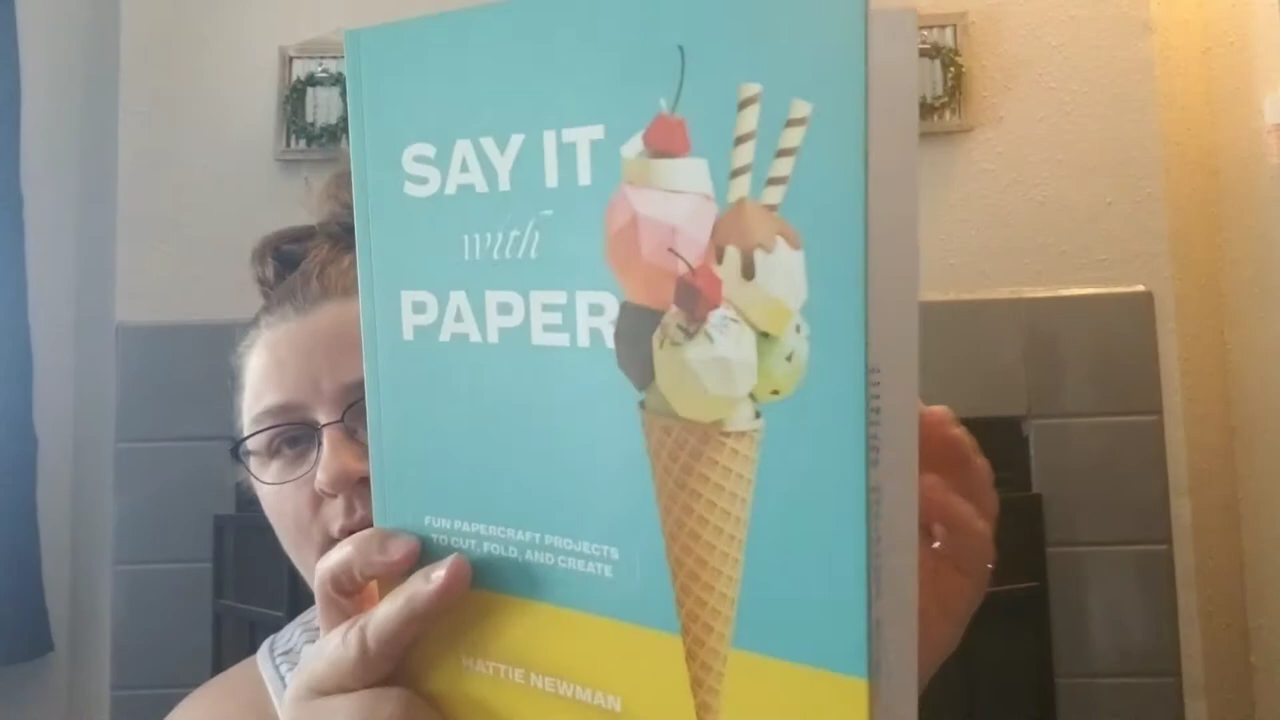 SAY IT
with
PAPER
FUN PAPERCRAFT PROJECTS
TO CUT, FOLD, AND CREATE
HATTIE NEWMAN